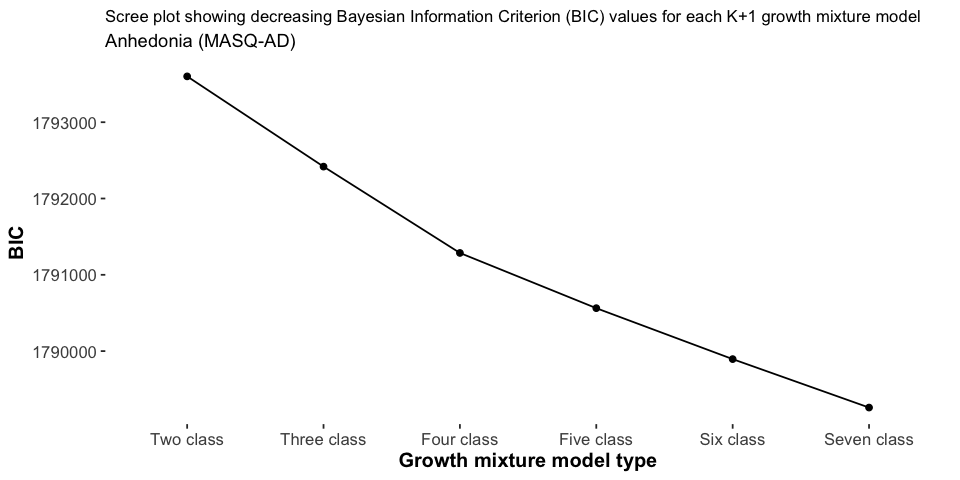 Scree plot showing decreasing Bayesian Information Criterion (BIC) values for each K+1 growth mixture model
Anhedonia (MASQ-AD)
1793000
1792000
1791000
1790000
BIC
Two class Three class Four class Five class Six class Seven class
Growth mixture model type